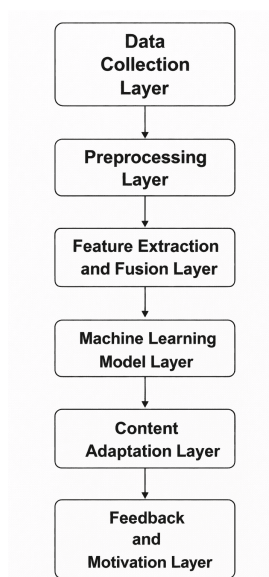 Data
Collection
Layer
Preprocessing
Layer
Feature Extraction
and Fusion Layer
Machine Learning
Model Layer
Content
Adaptation Layer
Feedback
and
Motivation Layer